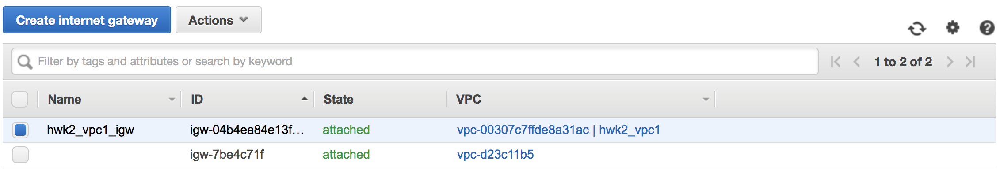 Create internet gateway Actions
Filter by tags and attributes or search by keyword 1 to 2 of 2
Name ID State VPC
hwk2_vpc1_igw igw-04b4ea84e13f... attached vpc-00307c7ffde8a31ac | hwk2_vpc1
igw-7be4c71f attached vpc-d23c11b5